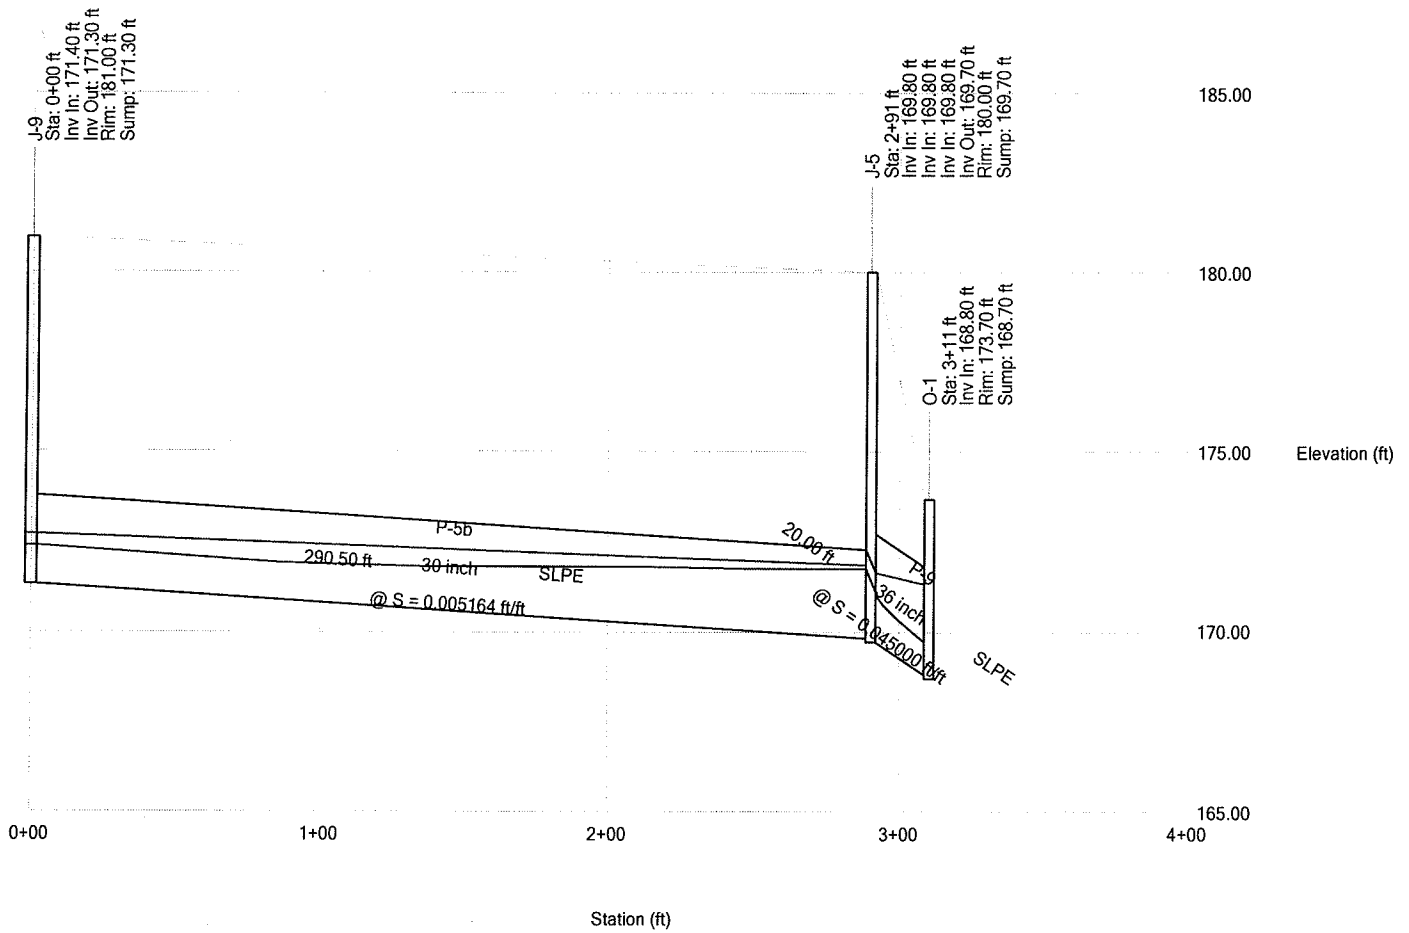 J-9
Sta: 0+00 ft
Inv In: 171.40 ft
Inv Out: 171.30 ft
Rim: 181.00 ft
Sump: 171.30 ft
J-5
Sta: 2+91 ft
Inv In: 169.80 ft
Inv In: 169.80 ft
Inv In: 169.80 ft
Inv Out: 169.70 ft
Rim: 180.00 ft
Sump: 169.70 ft
O-1
Sta: 3+11 ft
Inv In: 168.80 ft
Rim: 173.70 ft
Sump: 168.70 ft
185.00
180.00
175.00
Elevation (ft)
170.00
165.00
P-5b
290.50 ft
30 inch
SLPE
@ S = 0.005164 ft/ft
20.00 ft
P-9
36 inch
@ S = 0.045000 ft/ft
SLPE
0+00
1+00
2+00
3+00
4+00
Station (ft)